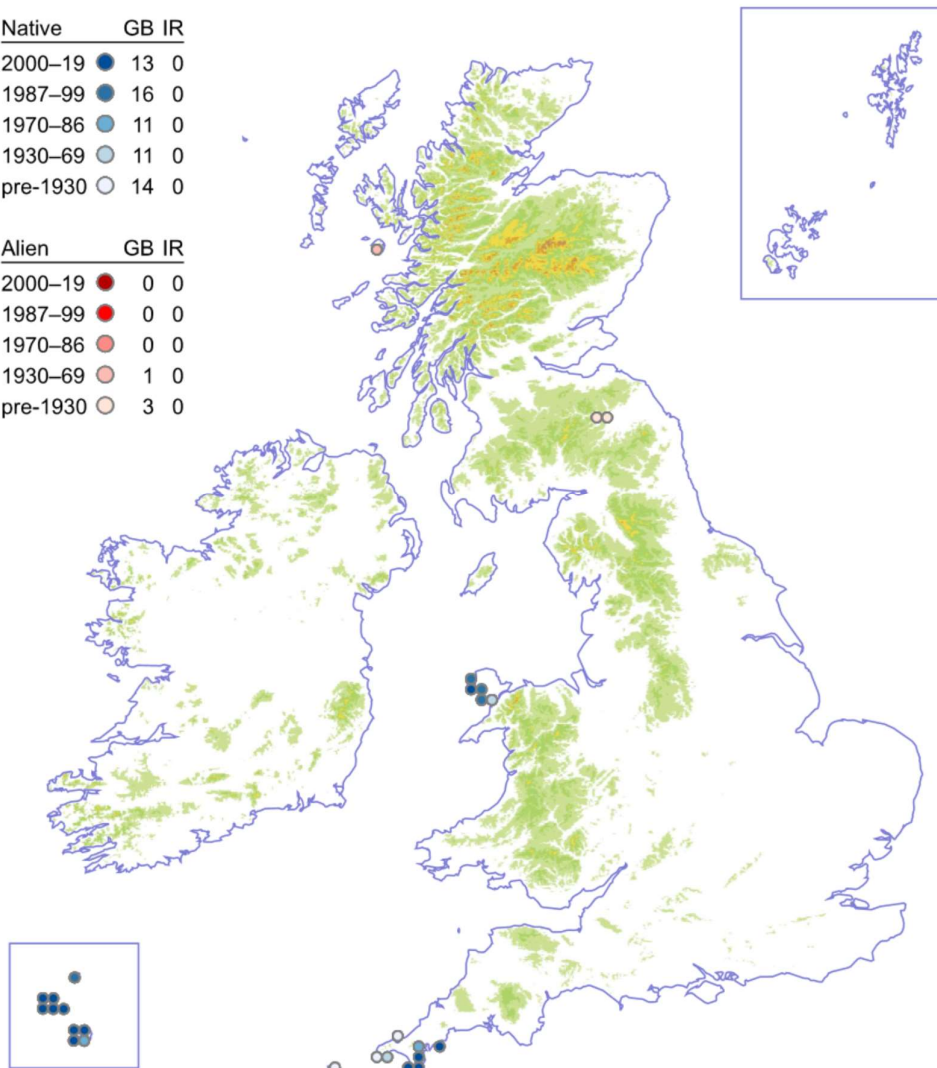 Native GB IR
2000–19 13 0
1987–99 16 0
1970–86 11 0
1930–69 11 0
pre-1930 14 0
Alien GB IR
2000–19 0 0
1987–99 0 0
1970–86 0 0
1930–69 1 0
pre-1930 3 0